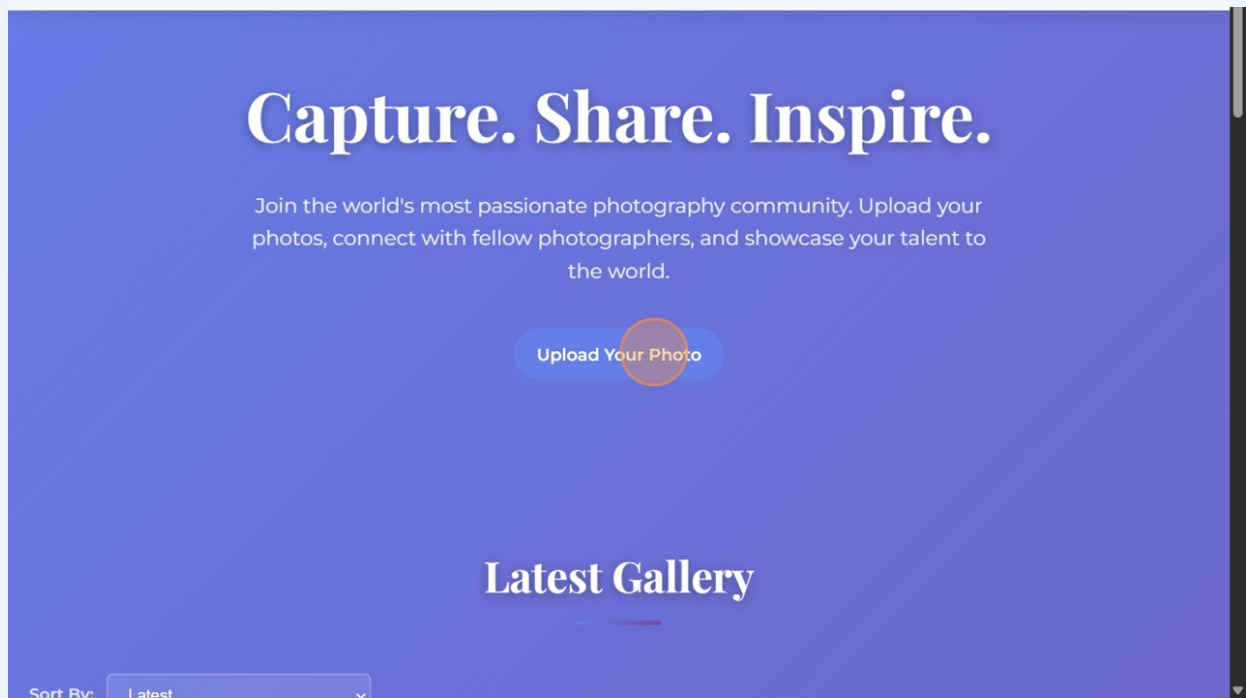 Capture. Share. Inspire.
Join the world's most passionate photography community. Upload your
photos, connect with fellow photographers, and showcase your talent to
the world.
Upload Your Photo
Latest Gallery
Sort By: Latest